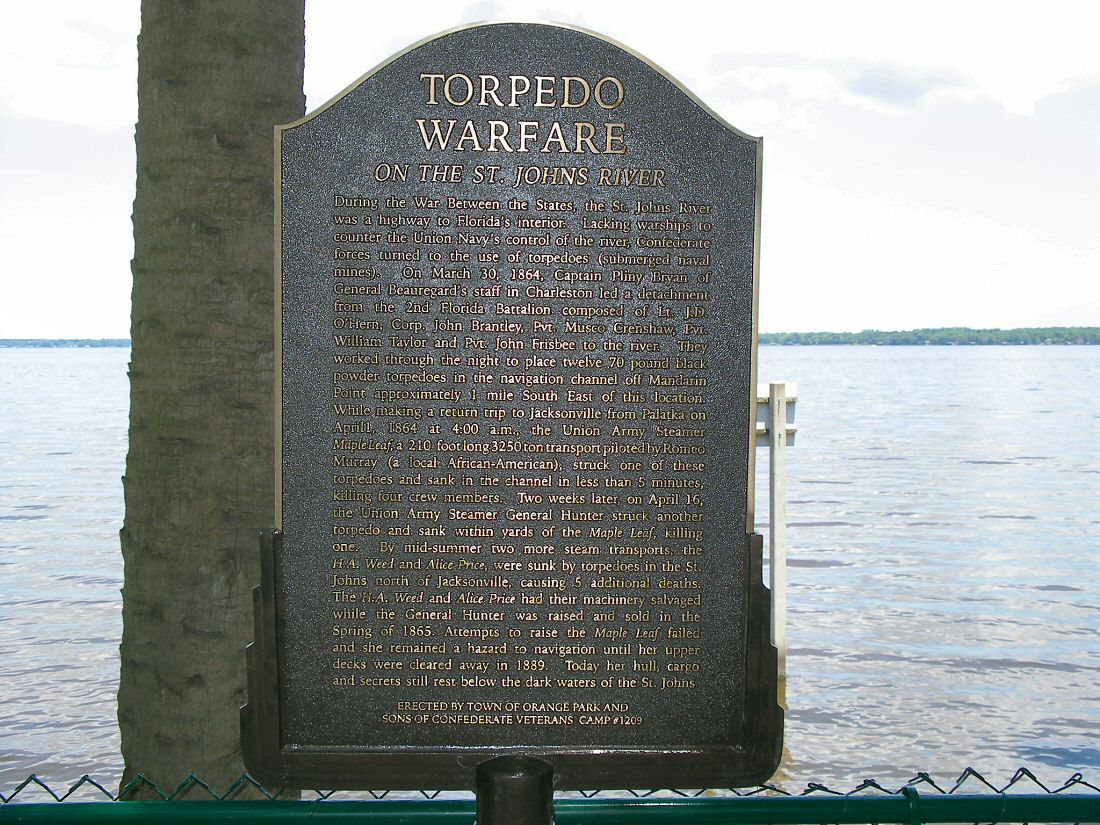 TORPEDO
WARFARE
ON THE ST. JOHNS RIVER
During the War Between the States, the St. Johns River
was a highway to Florida's interior. Lacking warships to
counter the Union Navy's control of the river, Confederate
forces turned to the use of torpedoes (submerged naval
mines). On March 30, 1864, Captain Pliny Bryan of
General Beauregard's staff in Charleston led a detachment
from the 2nd Florida Battalion composed of Lt. J.D.
O'Hern, Corp. John Brantley, Pvt. Musco Crenshaw, Pvt.
William Taylor and Pvt. John Frisbee to the river. They
worked through the night to place twelve 70 pound black
powder torpedoes in the navigation channel off Mandarin
Point approximately 1 mile South East of this location.
While making a return trip to Jacksonville from Palatka on
April1, 1864 at 4:00 a.m., the Union Army Steamer
Maple Leaf, a 210 foot long 3250 ton transport piloted by Romeo
Murray (a local African-American), struck one of these
torpedoes and sank in the channel in less than 5 minutes,
killing four crew members. Two weeks later, on April 16,
the Union Army Steamer General Hunter struck another
torpedo and sank within yards of the Maple Leaf, killing
one. By mid-summer two more steam transports, the
H.A. Weed and Alice Price, were sunk by torpedoes in the St.
Johns north of Jacksonville, causing 5 additional deaths.
The H.A. Weed and Alice Price had their machinery salvaged
while the General Hunter was raised and sold in the
Spring of 1865. Attempts to raise the Maple Leaf failed
and she remained a hazard to navigation until her upper
decks were cleared away in 1889. Today her hull, cargo
and secrets still rest below the dark waters of the St. Johns
ERECTED BY TOWN OF ORANGE PARK AND
SONS OF CONFEDERATE VETERANS CAMP #1209